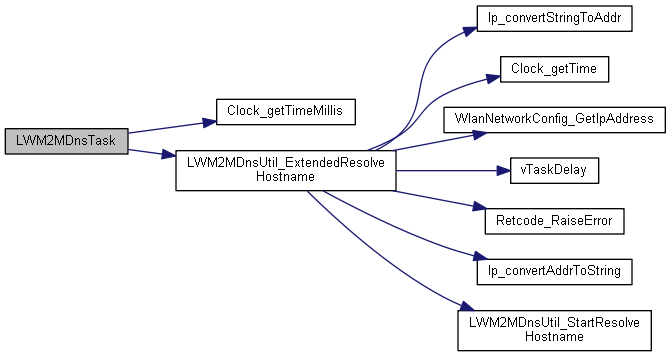 Ip_convertStringToAddr
Clock_getTime
Clock_getTimeMillis
WlanNetworkConfig_GetIpAddress
LWM2MDnsTask
LWM2MDnsUtil_ExtendedResolve
Hostname
vTaskDelay
Retcode_RaiseError
Ip_convertAddrToString
LWM2MDnsUtil_StartResolve
Hostname